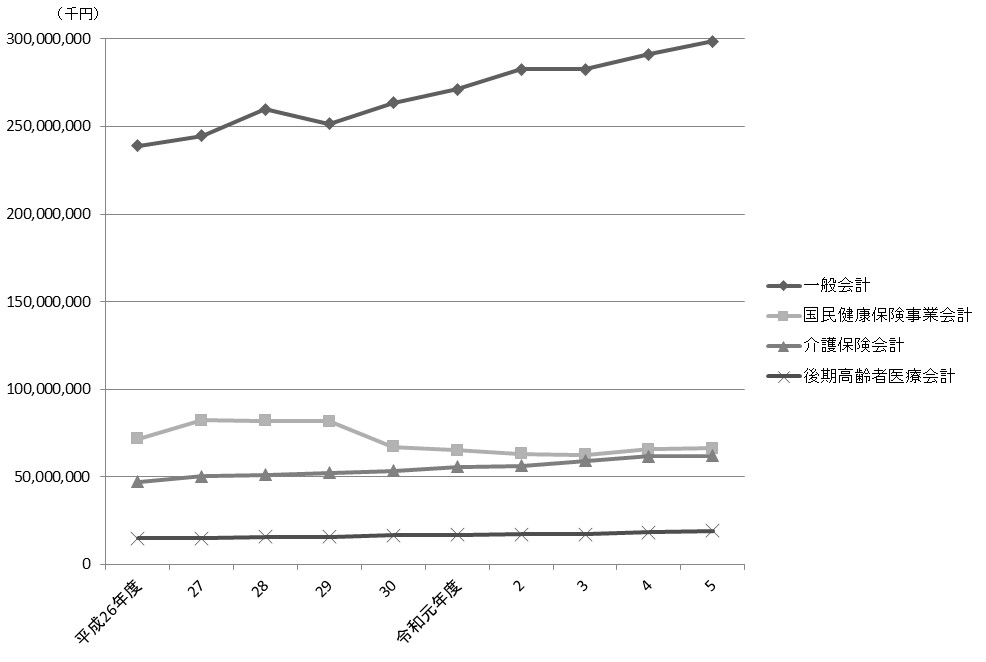 （千円）
300,000,000
250,000,000
200,000,000
150,000,000
100,000,000
50,000,000
0
平成26年度
27
28
29
30
令和元年度
2
3
4
5
一般会計
国民健康保険事業会計
介護保険会計
後期高齢者医療会計